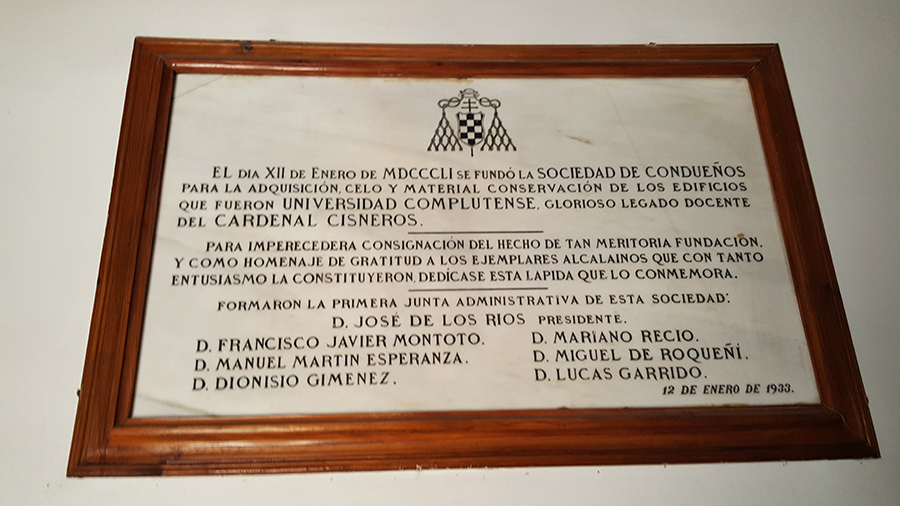 EL DIA XII DE ENERO DE MDCCCLI SE FUNDÓ LA SOCIEDAD DE CONDUEÑOS
PARA LA ADQUISICIÓN, CELO Y MATERIAL CONSERVACIÓN DE LOS EDIFICIOS
QUE FUERON UNIVERSIDAD COMPLUTENSE, GLORIOSO LEGADO DOCENTE
DEL CARDENAL CISNEROS.
PARA IMPERECEDERA CONSIGNACIÓN DEL HECHO DE TAN MERITORIA FUNDACIÓN,
Y COMO HOMENAJE DE GRATITUD A LOS EJEMPLARES ALCALAINOS QUE CON TANTO
ENTUSIASMO LA CONSTITUYERON, DEDÍCASE ESTA LAPIDA QUE LO CONMEMORA.
FORMARON LA PRIMERA JUNTA ADMINISTRATIVA DE ESTA SOCIEDAD:
D. JOSÉ DE LOS RIOS PRESIDENTE.
D. FRANCISCO JAVIER MONTOTO. D. MARIANO RECIO.
D. MANUEL MARTIN ESPERANZA. D. MIGUEL DE ROQUEÑÍ.
D. DIONISIO GIMENEZ. D. LUCAS GARRIDO.
12 DE ENERO DE 1933.